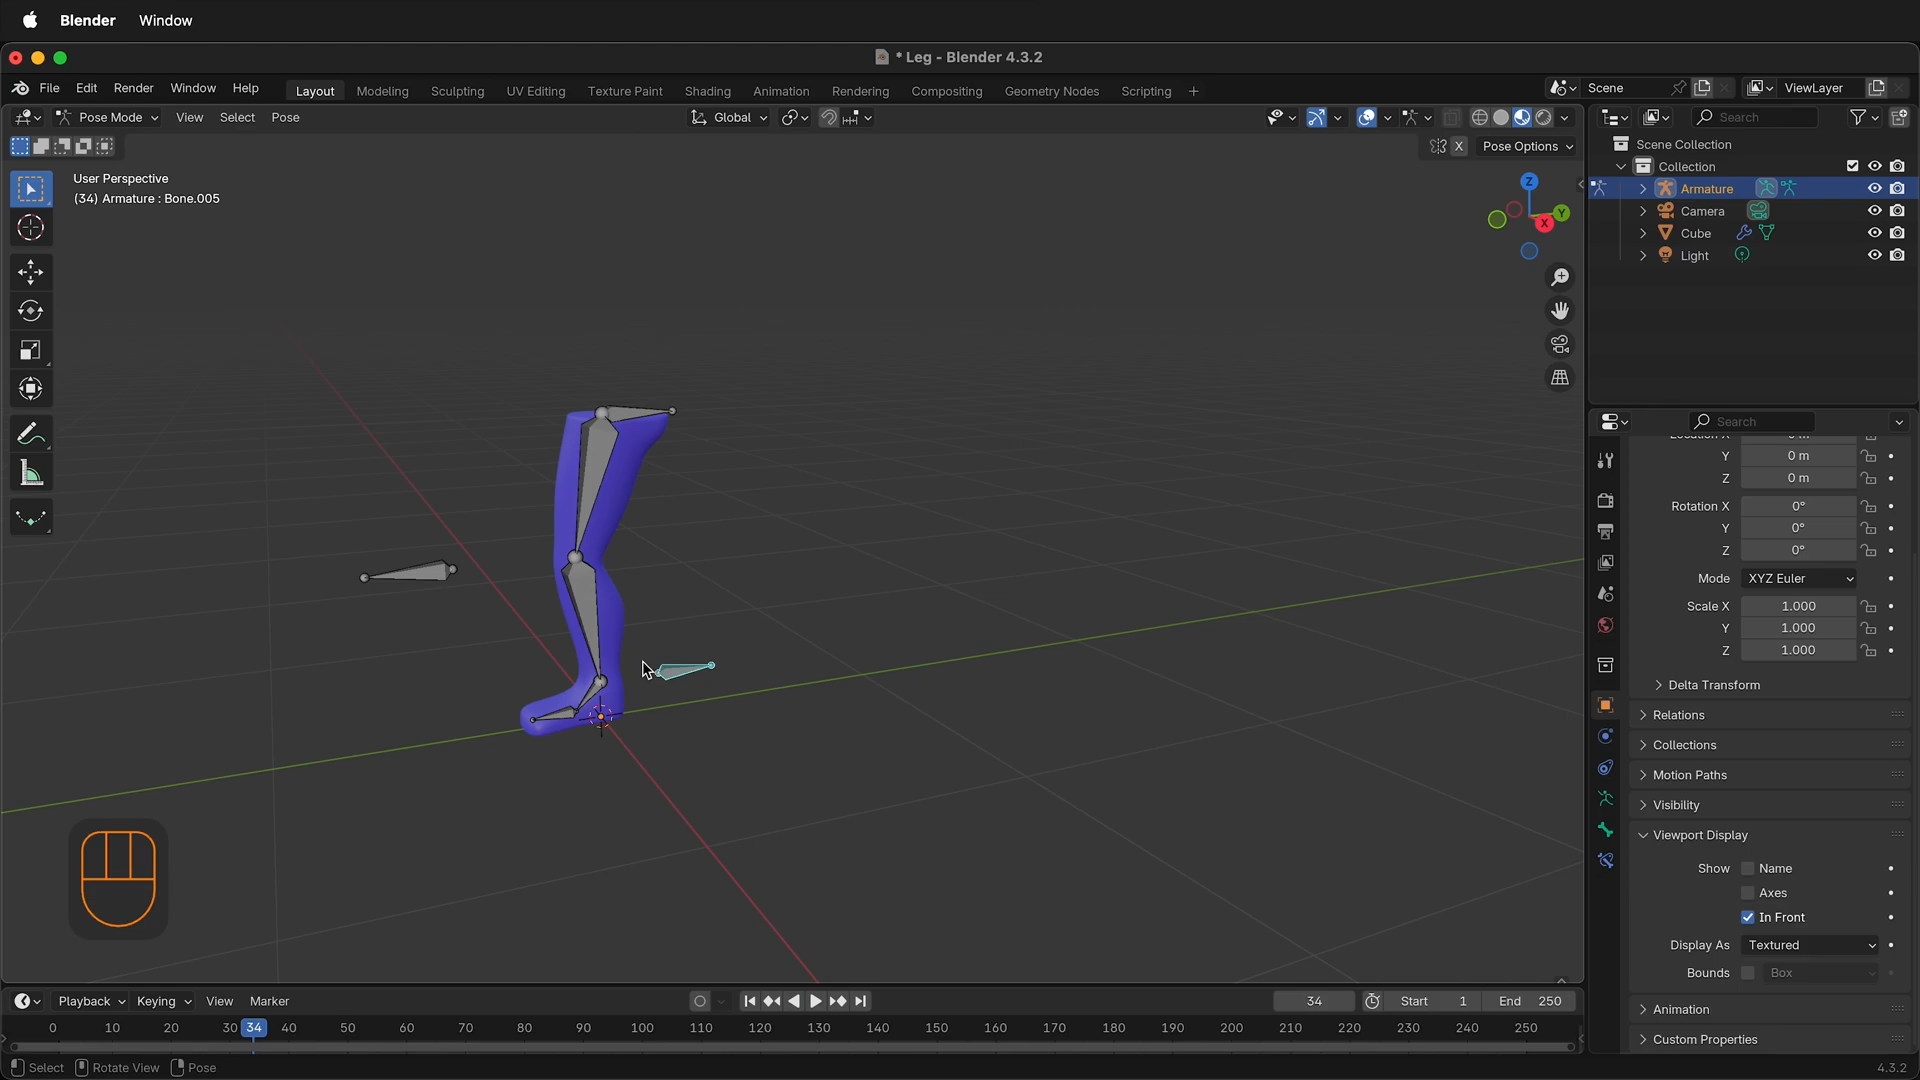 Blender Window
* Leg - Blender 4.3.2
File Edit Render Window Help Layout Modeling Sculpting UV Editing Texture Paint Shading Animation Rendering Compositing Geometry Nodes Scripting + Scene ViewLayer
Pose Mode View Select Pose Global Search
X Pose Options
Scene Collection
Collection
Armature
Camera
Cube
Light
User Perspective
(34) Armature : Bone.005
Z
Y
X
Search
Y 0 m
Z 0 m
Rotation X 0°
Y 0°
Z 0°
Mode XYZ Euler
Scale X 1.000
Y 1.000
Z 1.000
Delta Transform
Relations
Collections
Motion Paths
Visibility
Viewport Display
Show Name
Axes
In Front
Display As Textured
Bounds Box
Animation
Custom Properties
Playback Keying View Marker 34 Start 1 End 250
0 10 20 30 34 40 50 60 70 80 90 100 110 120 130 140 150 160 170 180 190 200 210 220 230 240 250
Select Rotate View Pose 4.3.2